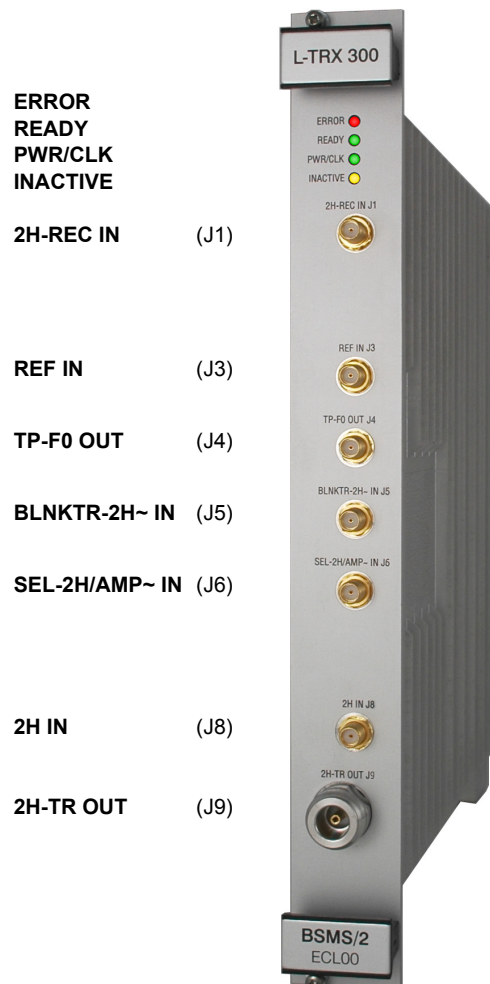 L-TRX 300
ERROR
READY
PWR/CLK
INACTIVE
2H-REC IN (J1)
REF IN (J3)
TP-F0 OUT (J4)
BLNKTR-2H~ IN (J5)
SEL-2H/AMP~ IN (J6)
2H IN (J8)
2H-TR OUT (J9)
ERROR
READY
PWR/CLK
INACTIVE
2H-REC IN J1
REF IN J3
TP-F0 OUT J4
BLNKTR-2H~ IN J5
SEL-2H/AMP~ IN J6
2H IN J8
2H-TR OUT J9
BSMS/2
ECL00